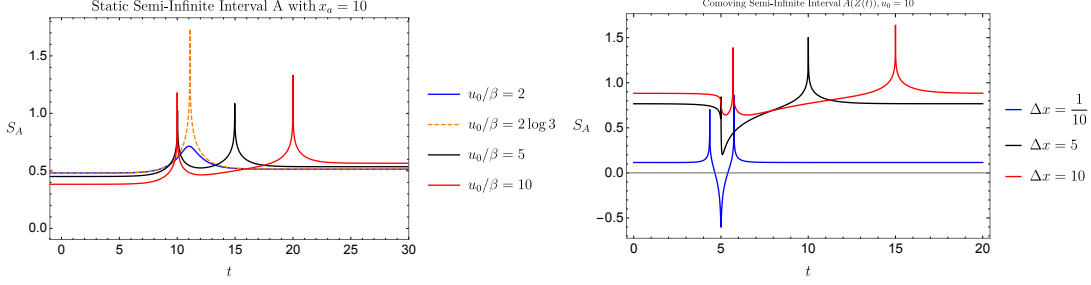 Static Semi-Infinite Interval A with x_a = 10
1.5
1.0
0.5
0.0
S_A
0 5 10 15 20 25 30
t
u_0/β = 2
u_0/β = 2 log 3
u_0/β = 5
u_0/β = 10
Comoving Semi-Infinite Interval A(Z(t)), u_0 = 10
1.5
1.0
0.5
0.0
-0.5
S_A
0 5 10 15 20
t
Δx = 1/10
Δx = 5
Δx = 10